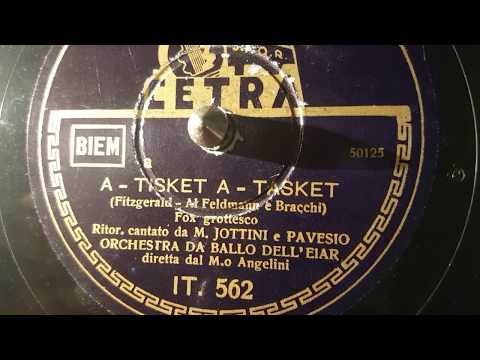 CETRA
BIEM
a
50125
A - TISKET A - TASKET
(Fitzgerald - Al Feldmann e Bracchi)
Fox grottesco
Ritor. cantato da M. JOTTINI e PAVESIO
ORCHESTRA DA BALLO DELL'EIAR
diretta dal M.o Angelini
IT. 562